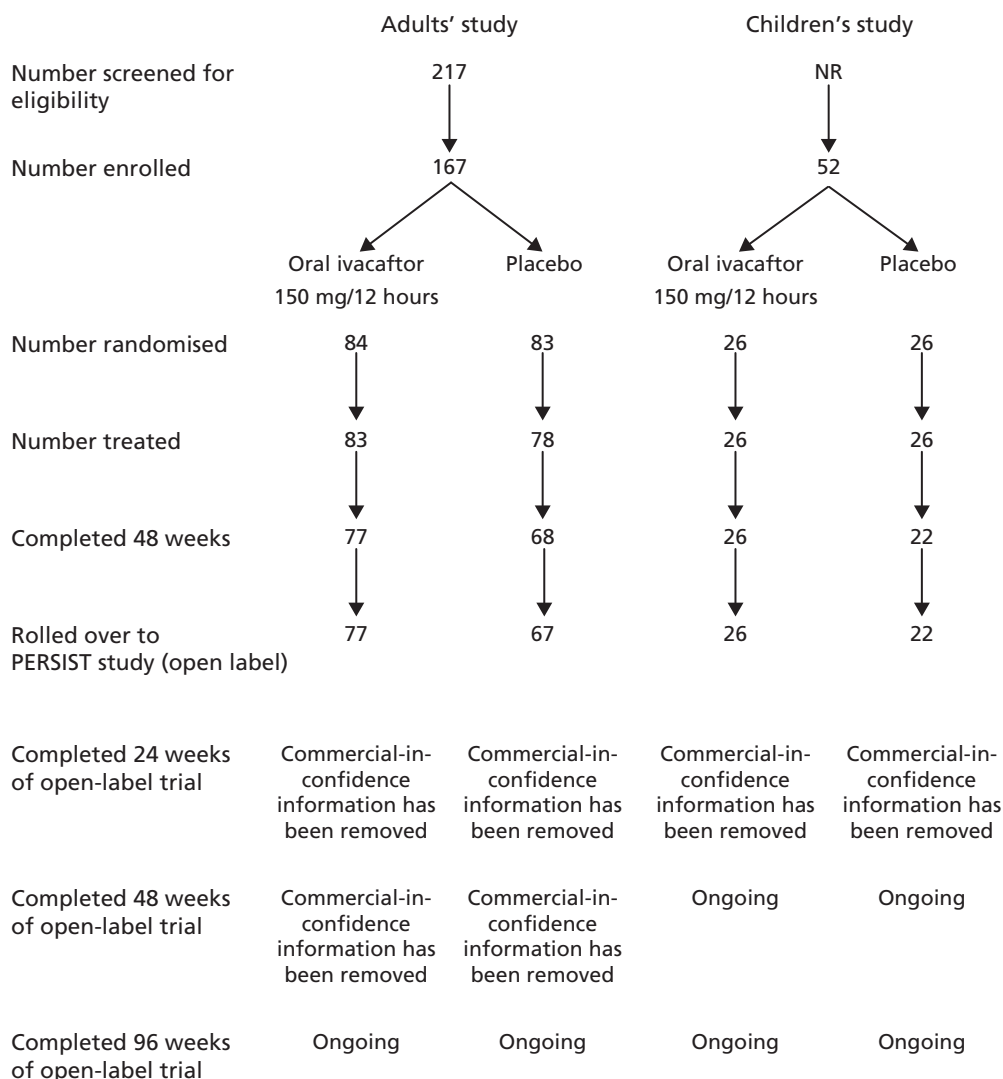 Adults' study Children's study
Number screened for 217 NR
eligibility
Number enrolled 167 52
Oral ivacaftor Placebo Oral ivacaftor Placebo
150 mg/12 hours 150 mg/12 hours
Number randomised 84 83 26 26
Number treated 83 78 26 26
Completed 48 weeks 77 68 26 22
Rolled over to 77 67 26 22
PERSIST study (open label)
Completed 24 weeks Commercial-in- Commercial-in- Commercial-in- Commercial-in-
of open-label trial confidence confidence confidence confidence
information has information has information has information has
been removed been removed been removed been removed
Completed 48 weeks Commercial-in- Commercial-in- Ongoing Ongoing
of open-label trial confidence confidence
information has information has
been removed been removed
Completed 96 weeks Ongoing Ongoing Ongoing Ongoing
of open-label trial